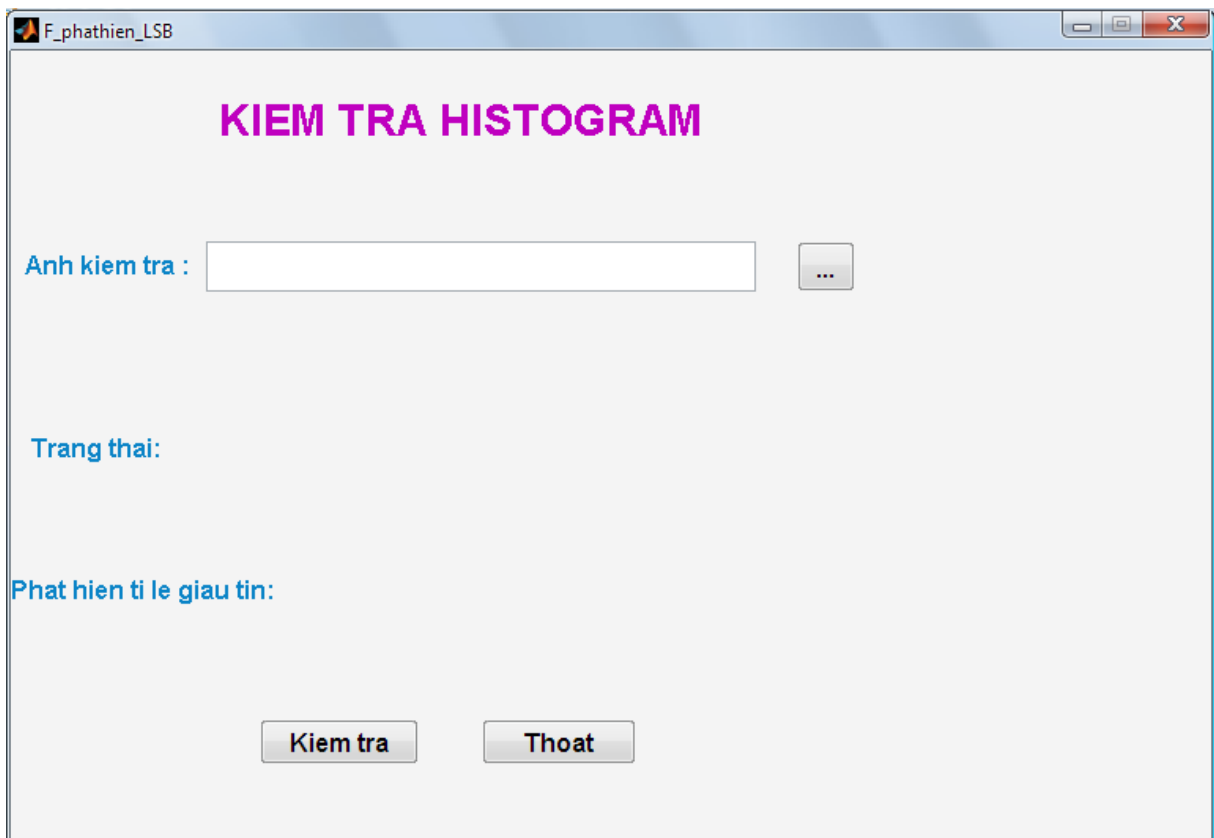 F_phathien_LSB
KIEM TRA HISTOGRAM
Anh kiem tra :
...
Trang thai:
Phat hien ti le giau tin:
Kiem tra
Thoat